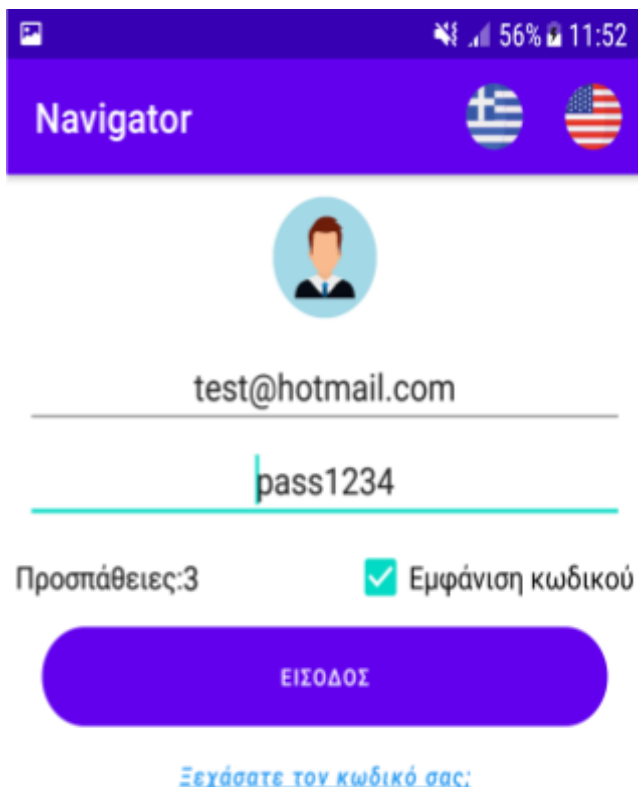 56% 11:52
Navigator
test@hotmail.com
pass1234
Προσπάθειες:3 Εμφάνιση κωδικού
ΕΙΣΟΔΟΣ
Ξεχάσατε τον κωδικό σας;